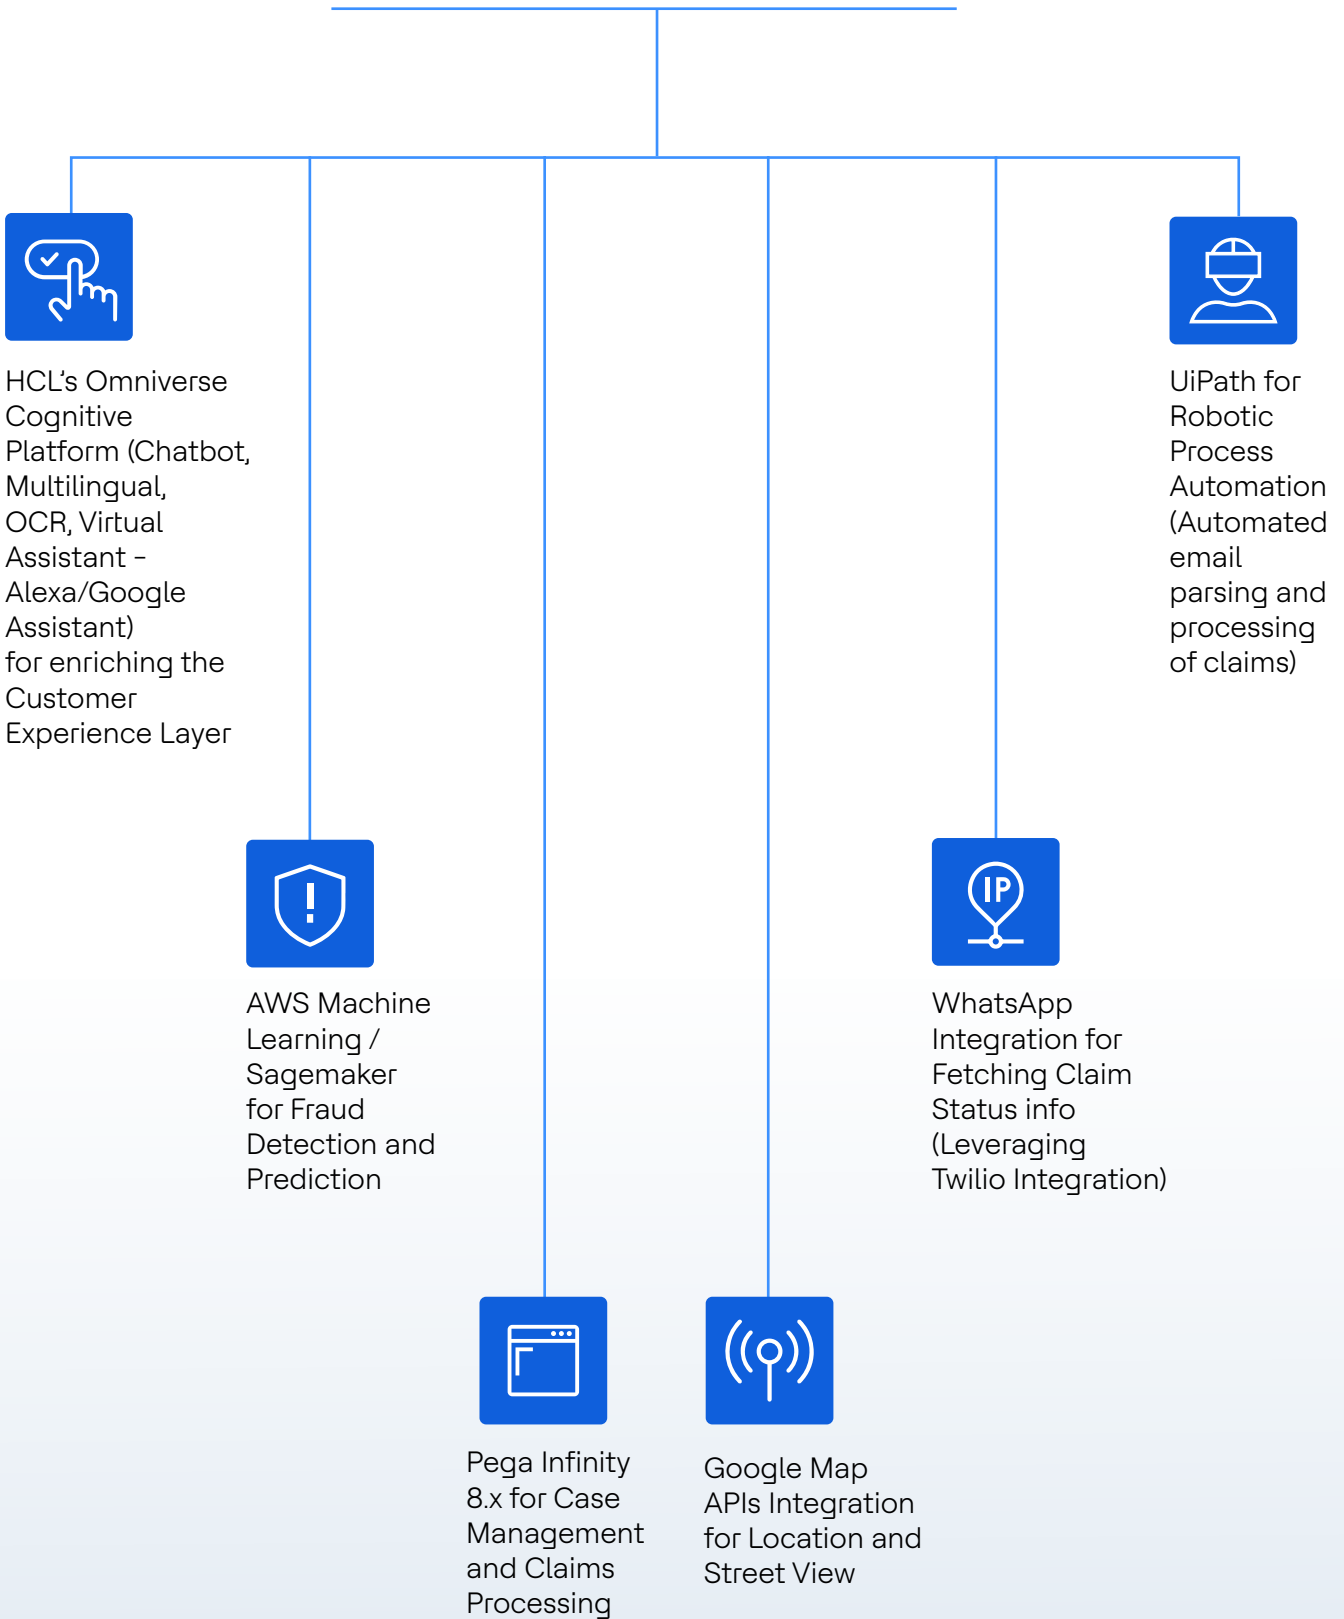 HCL's Omniverse
Cognitive
Platform (Chatbot,
Multilingual,
OCR, Virtual
Assistant -
Alexa/Google
Assistant)
for enriching the
Customer
Experience Layer
UiPath for
Robotic
Process
Automation
(Automated
email
parsing and
processing
of claims)
AWS Machine
Learning /
Sagemaker
for Fraud
Detection and
Prediction
IP
WhatsApp
Integration for
Fetching Claim
Status info
(Leveraging
Twilio Integration)
Pega Infinity
8.x for Case
Management
and Claims
Processing
Google Map
APIs Integration
for Location and
Street View